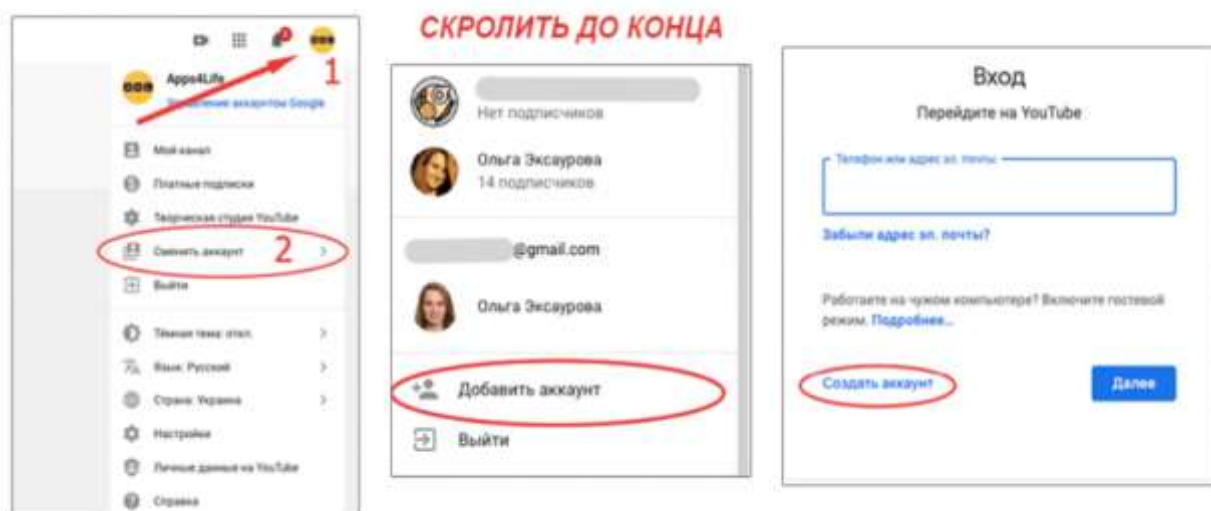 СКРОЛИТЬ ДО КОНЦА
1
Apps4Life
Управление аккаунтом Google
Мой канал
Платные подписки
Творческая студия YouTube
Сменить аккаунт
2
Выйти
Тёмная тема: откл.
Язык: Русский
Страна: Украина
Настройки
Личные данные на YouTube
Справка
Нет подписчиков
Ольга Эксаурова
14 подписчиков
@gmail.com
Ольга Эксаурова
Добавить аккаунт
Выйти
Вход
Перейдите на YouTube
Телефон или адрес эл. почты
Забыли адрес эл. почты?
Работаете на чужом компьютере? Включите гостевой
режим. Подробнее...
Создать аккаунт
Далее